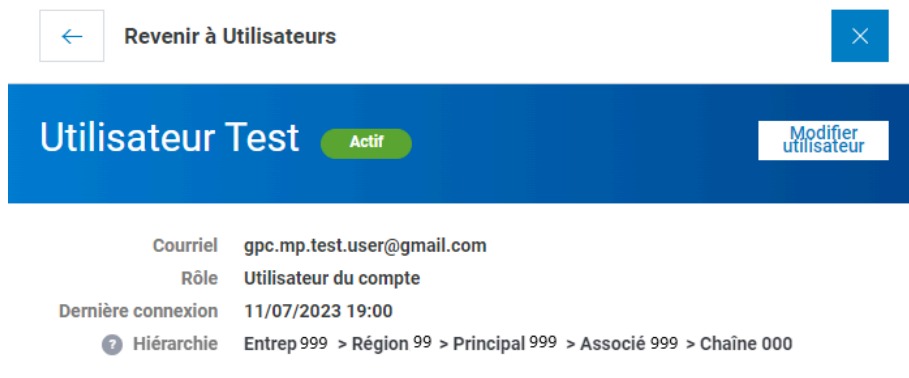 ← Revenir à Utilisateurs ×
Utilisateur Test Actif Modifier utilisateur
Courriel gpc.mp.test.user@gmail.com
Rôle Utilisateur du compte
Dernière connexion 11/07/2023 19:00
? Hiérarchie Entrep 999 > Région 99 > Principal 999 > Associé 999 > Chaîne 000